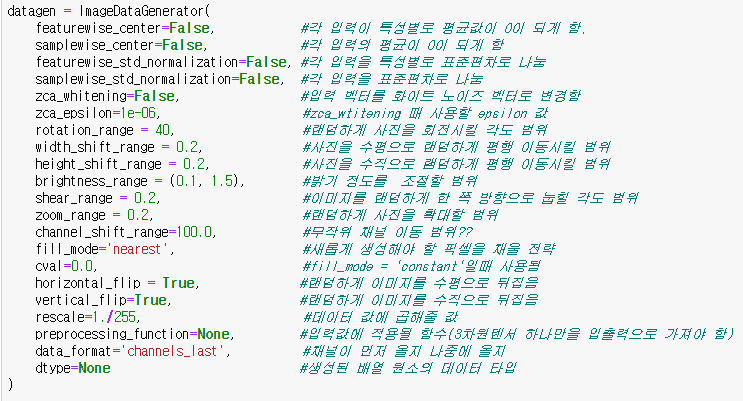 datagen = ImageDataGenerator(
    featurewise_center=False,          #각 입력이 특성별로 평균값이 0이 되게 함.
    samplewise_center=False,           #각 입력의 평균이 0이 되게 함
    featurewise_std_normalization=False, #각 입력을 특성별로 표준편차로 나눔
    samplewise_std_normalization=False,  #각 입력을 표준편차로 나눔
    zca_whitening=False,               #입력 벡터를 화이트 노이즈 벡터로 변경함
    zca_epsilon=1e-06,                 #zca_wtitening 때 사용할 epsilon 값
    rotation_range = 40,               #랜덤하게 사진을 회전시킬 각도 범위
    width_shift_range = 0.2,           #사진을 수평으로 랜덤하게 평행 이동시킬 범위
    height_shift_range = 0.2,          #사진을 수직으로 램덤하게 평행 이동시킬 범위
    brightness_range = (0.1, 1.5),     #밝기 정도를  조절할 범위
    shear_range = 0.2,                 #이미지를 랜덤하게 한 쪽 방향으로 눕힐 각도 범위
    zoom_range = 0.2,                  #랜덤하게 사진을 확대할 범위
    channel_shift_range=100.0,         #무작위 채널 이동 범위??
    fill_mode='nearest',               #새롭게 생성해야 할 픽셀을 채울 전략
    cval=0.0,                          #fill_mode = 'constant'일때 사용됨
    horizontal_flip = True,            #랜덤하게 이미지를 수평으로 뒤집음
    vertical_flip=True,                #랜덤하게 이미지를 수직으로 뒤집음
    rescale=1./255,                    #데이터 값에 곱해줄 값
    preprocessing_function=None,       #입력값에 적용될 함수(3차원텐서 하나만을 입출력으로 가져야 함)
    data_format='channels_last',       #채널이 먼저 올지 나중에 올지
    dtype=None                         #생성된 배열 원소의 데이터 타입
)